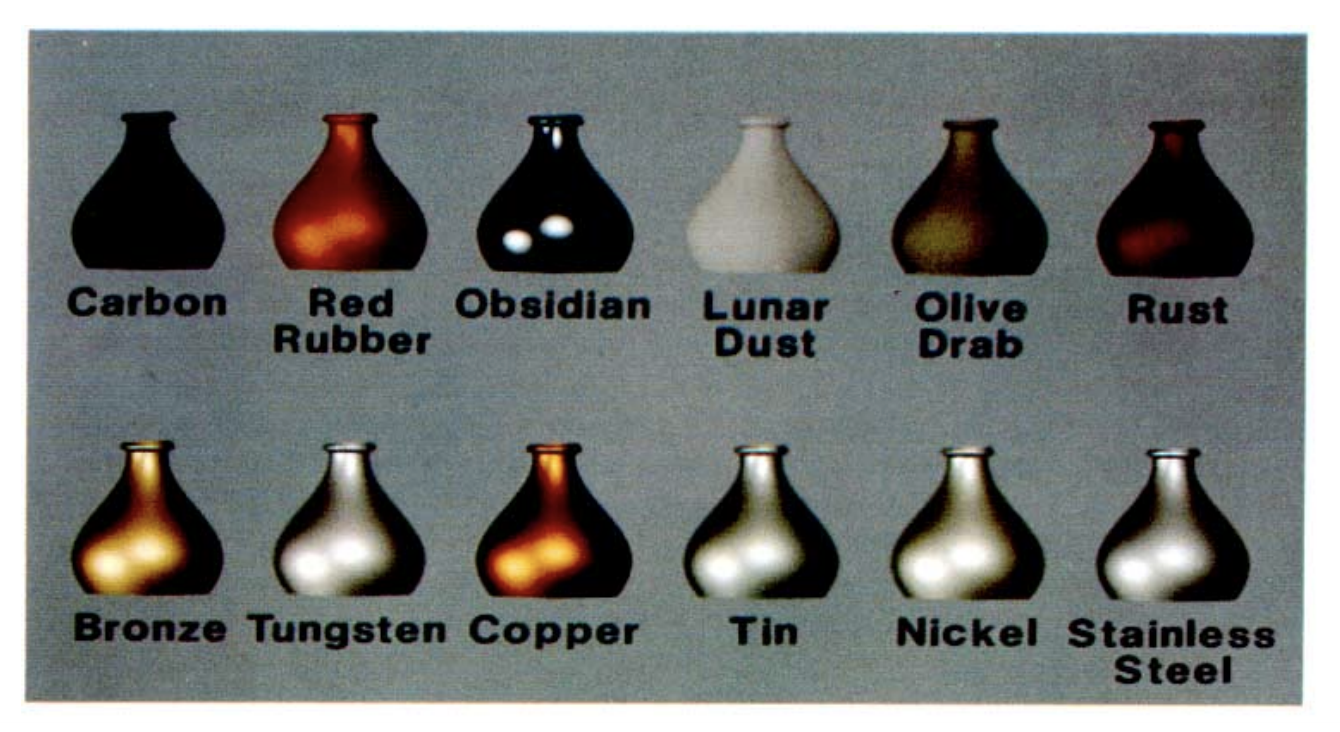 Carbon Red Obsidian Lunar Olive Rust
Rubber Dust Drab
Bronze Tungsten Copper Tin Nickel Stainless
Steel